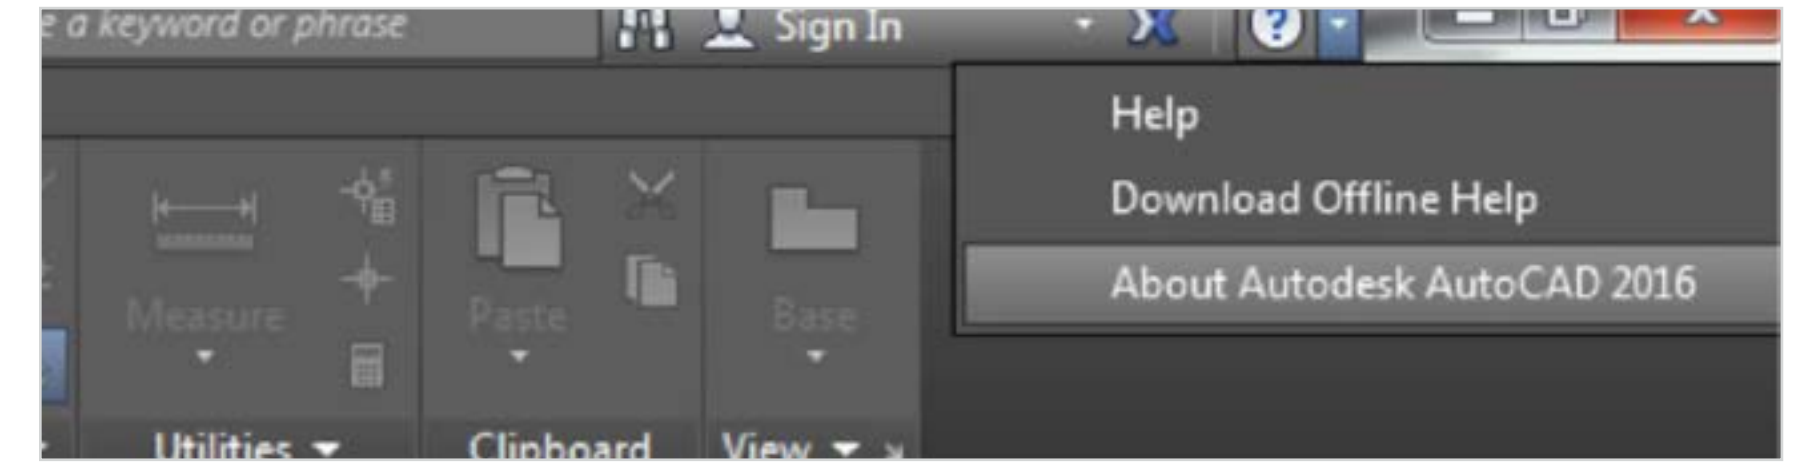 e a keyword or phrase
Sign In
Help
Download Offline Help
About Autodesk AutoCAD 2016
Measure
Paste
Base
Utilities
Clipboard
View